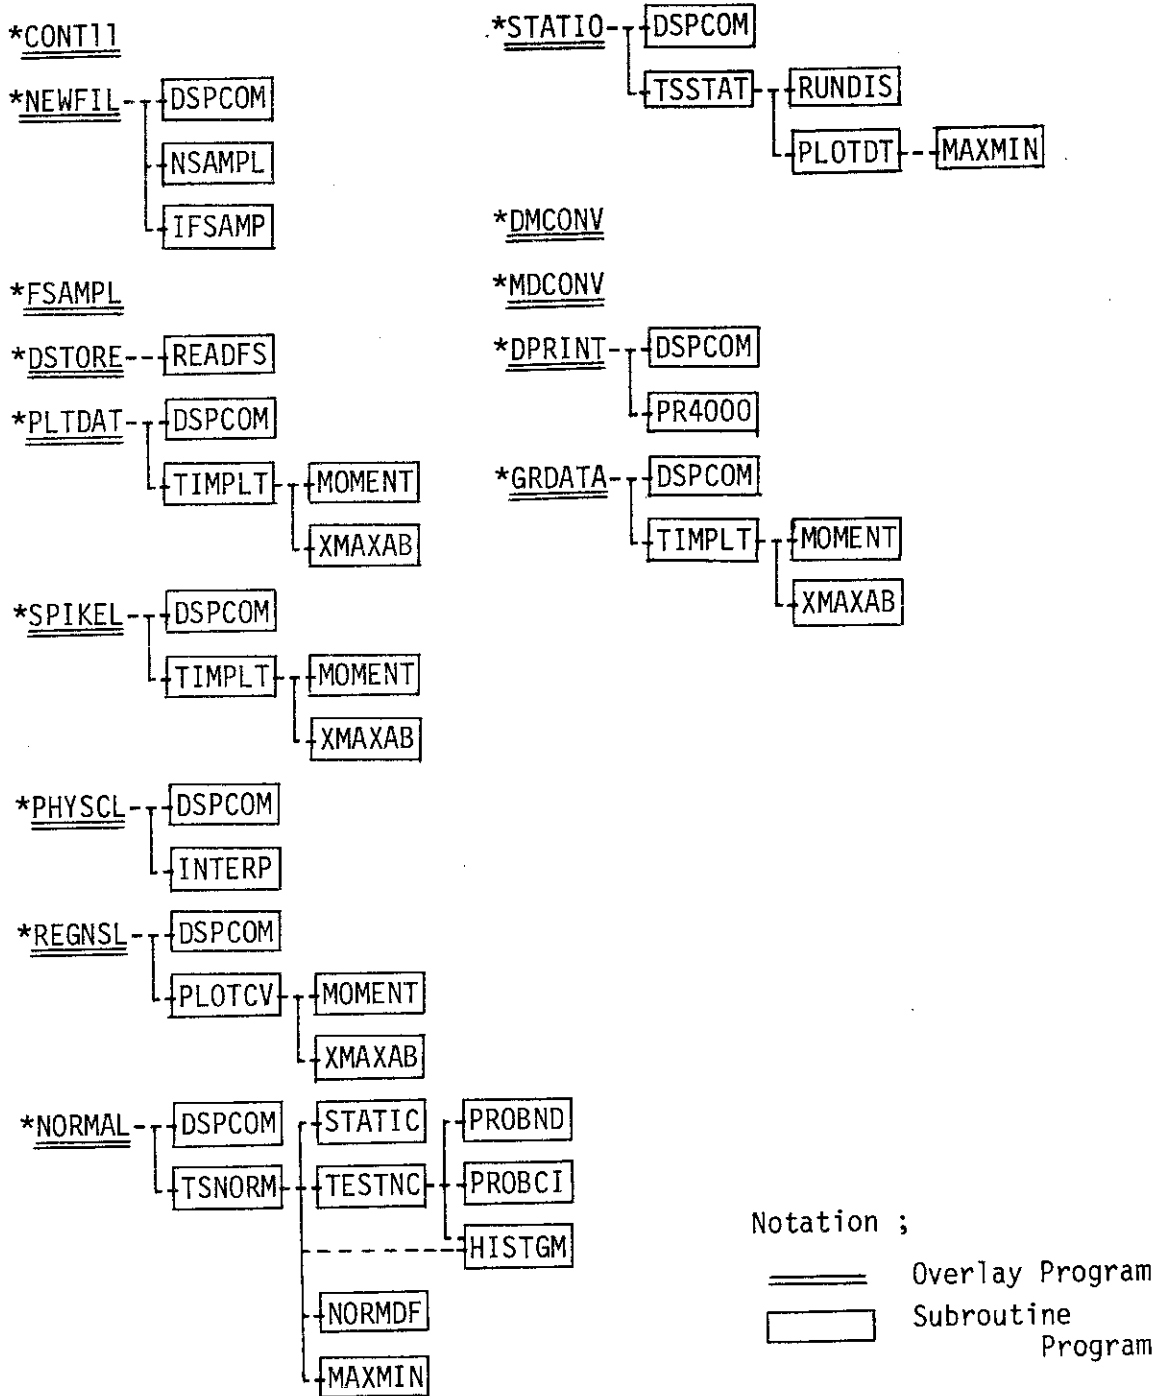 *CONT11
*NEWFIL
DSPCOM
NSAMPL
IFSAMP
*FSAMPL
*DSTORE
READFS
*PLTDAT
DSPCOM
TIMPLT
MOMENT
XMAXAB
*SPIKEL
DSPCOM
TIMPLT
MOMENT
XMAXAB
*PHYSCL
DSPCOM
INTERP
*REGNSL
DSPCOM
PLOTCV
MOMENT
XMAXAB
*NORMAL
DSPCOM
TSNORM
STATIC
TESTNC
PROBND
PROBCI
HISTGM
NORMDF
MAXMIN
*STATIO
DSPCOM
TSSTAT
RUNDIS
PLOTDT
MAXMIN
*DMCONV
*MDCONV
*DPRINT
DSPCOM
PR4000
*GRDATA
DSPCOM
TIMPLT
MOMENT
XMAXAB
Notation ;
Overlay Program
Subroutine
Program